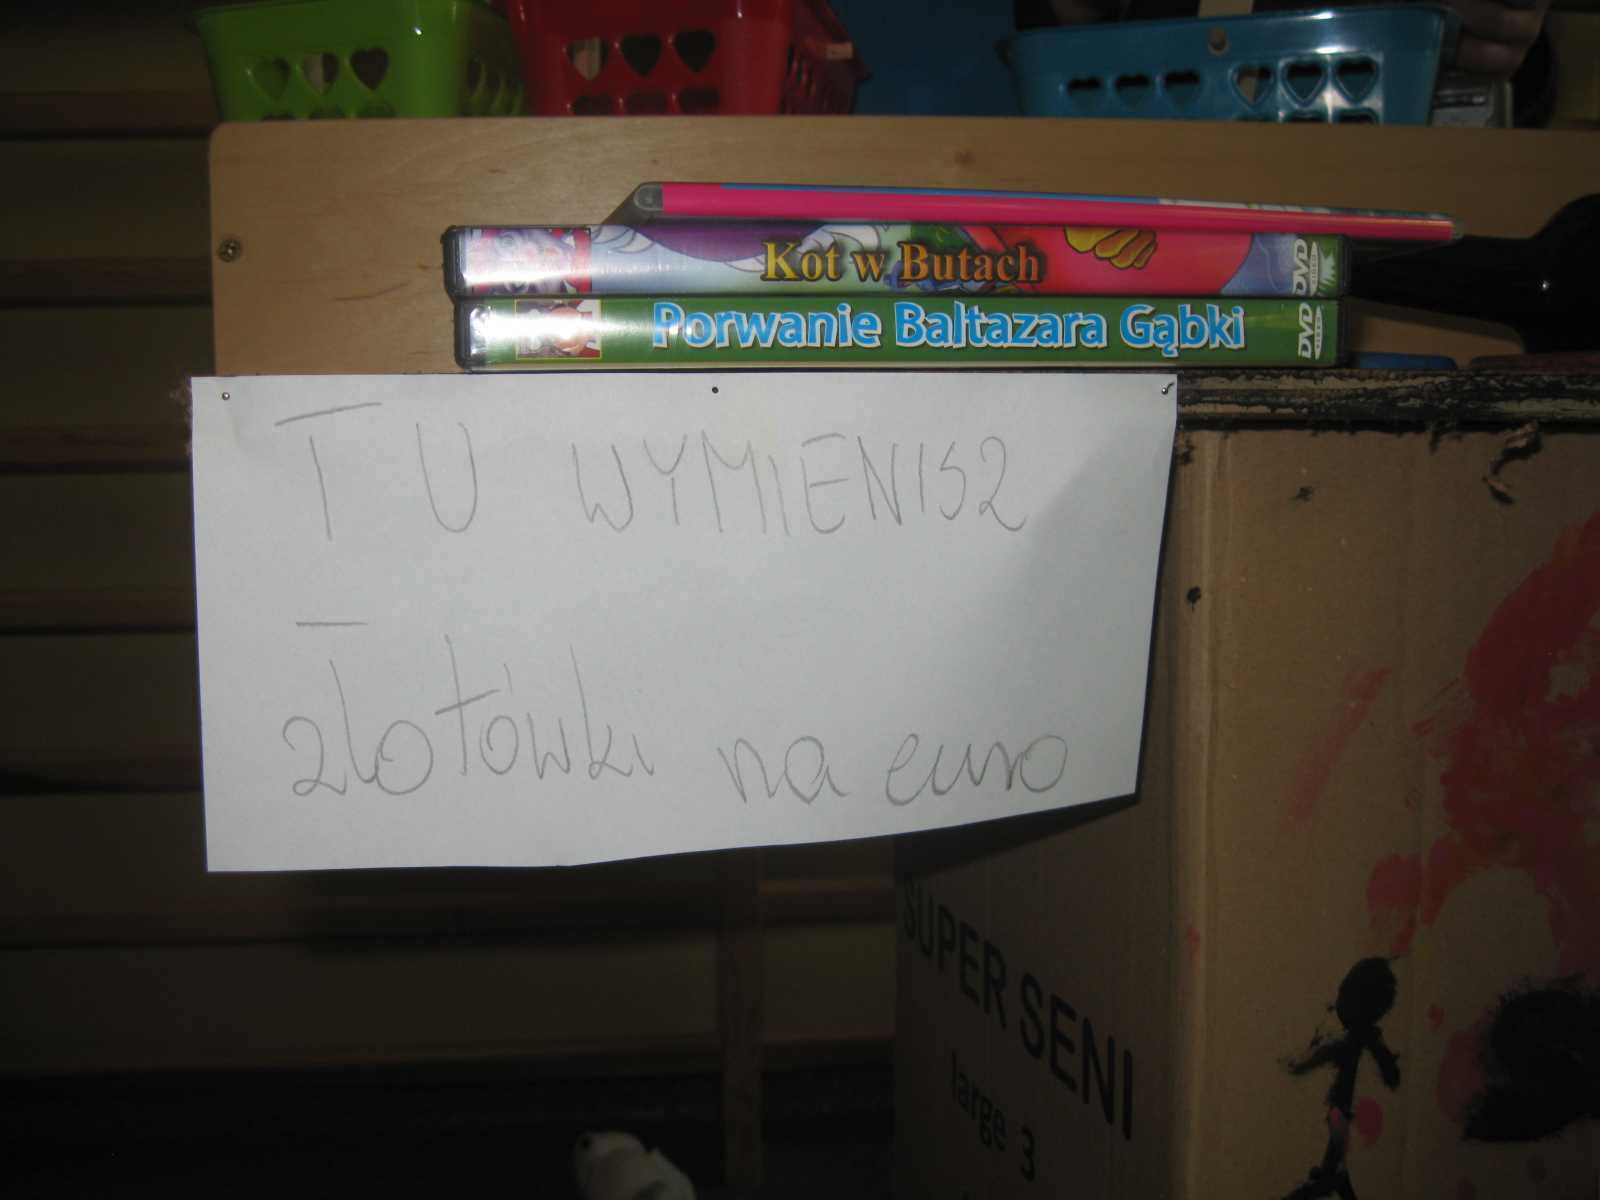 Kot w Butach
DVD
Porwanie Baltazara Gąbki
DVD
TU WYMIENISZ
złotówki na euro
SUPER SENI
large 3